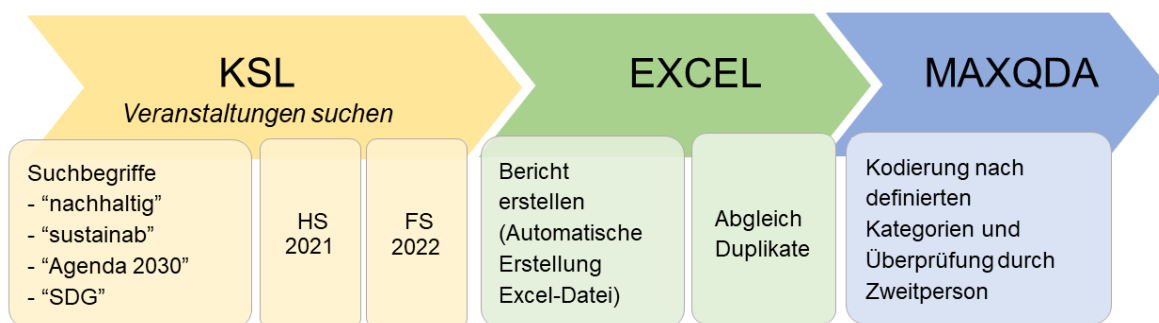 KSL
Veranstaltungen suchen
EXCEL
MAXQDA
Suchbegriffe
- “nachhaltig”
- “sustainab”
- “Agenda 2030”
- “SDG”
HS
2021
FS
2022
Bericht
erstellen
(Automatische
Erstellung
Excel-Datei)
Abgleich
Duplikate
Kodierung nach
definierten
Kategorien und
Überprüfung durch
Zweitperson